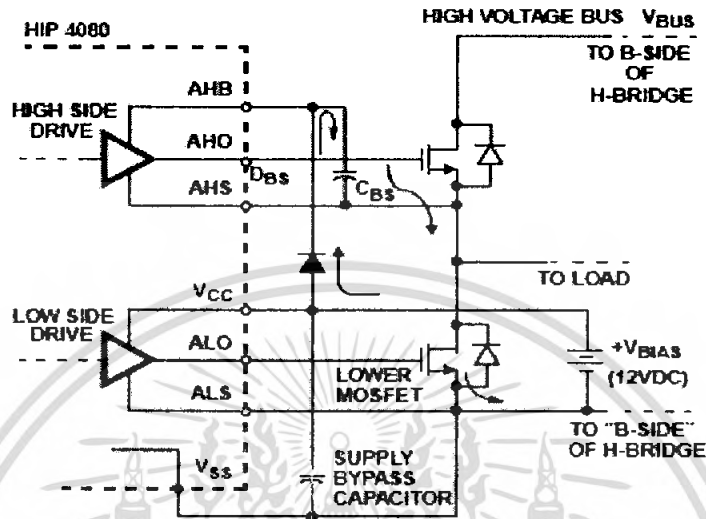 HIGH VOLTAGE BUS VBUS
HIP 4080
TO B-SIDE
OF
H-BRIDGE
AHB
HIGH SIDE
DRIVE
AHO
DBS
AHS
CBS
TO LOAD
VCC
LOW SIDE
DRIVE
ALO
+VBIAS
(12VDC)
LOWER
MOSFET
ALS
TO "B-SIDE"
OF H-BRIDGE
VSS
SUPPLY
BYPASS
CAPACITOR